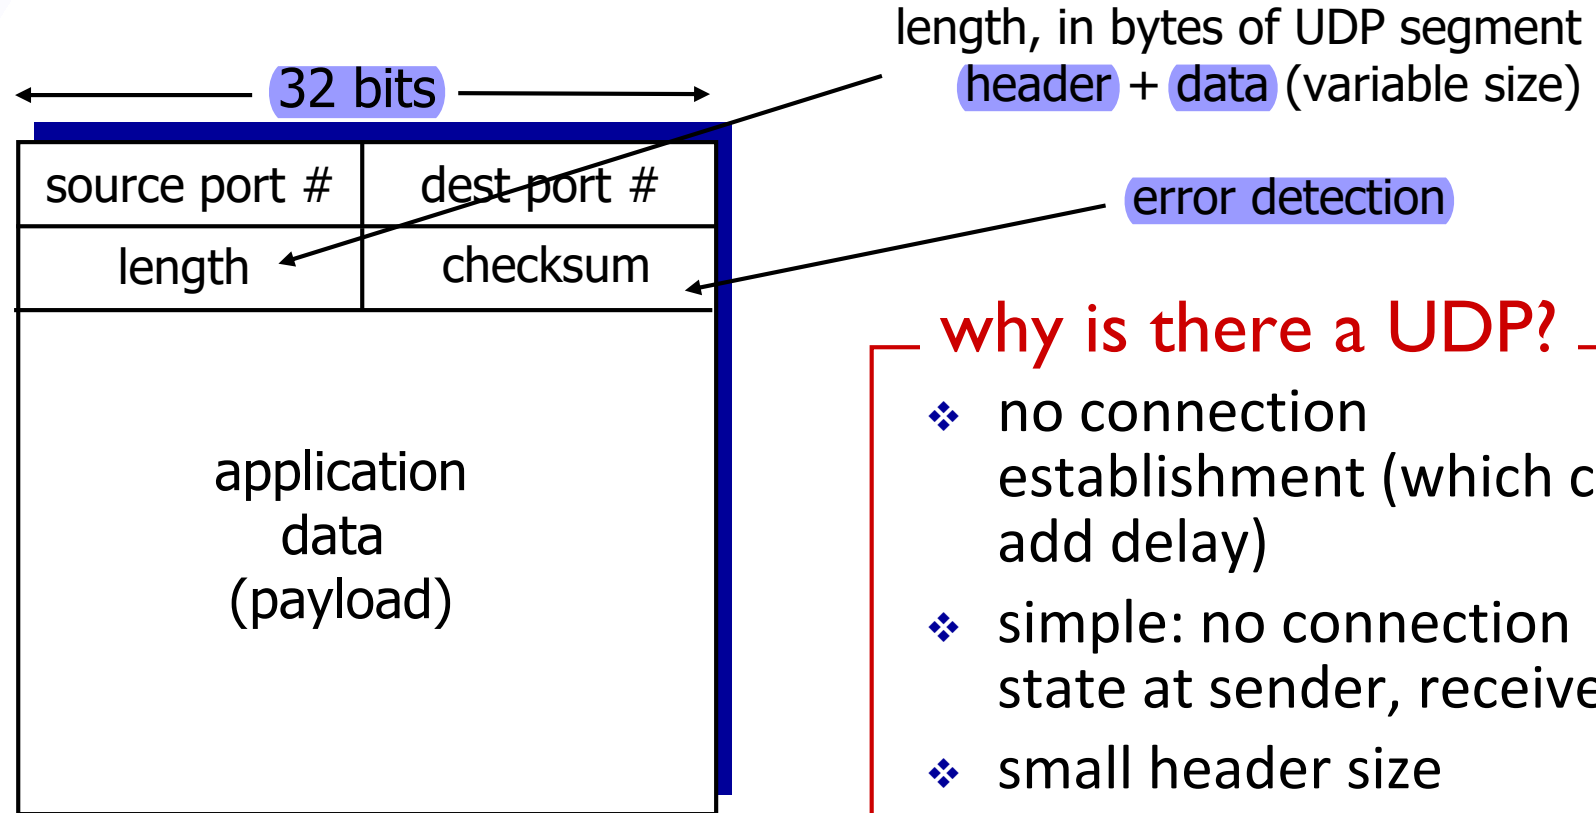 length, in bytes of UDP segment
header + data (variable size)
32 bits
source port # dest port #
error detection
length checksum
why is there a UDP?
no connection
establishment (which c
add delay)
simple: no connection
state at sender, receive
small header size
application
data
(payload)